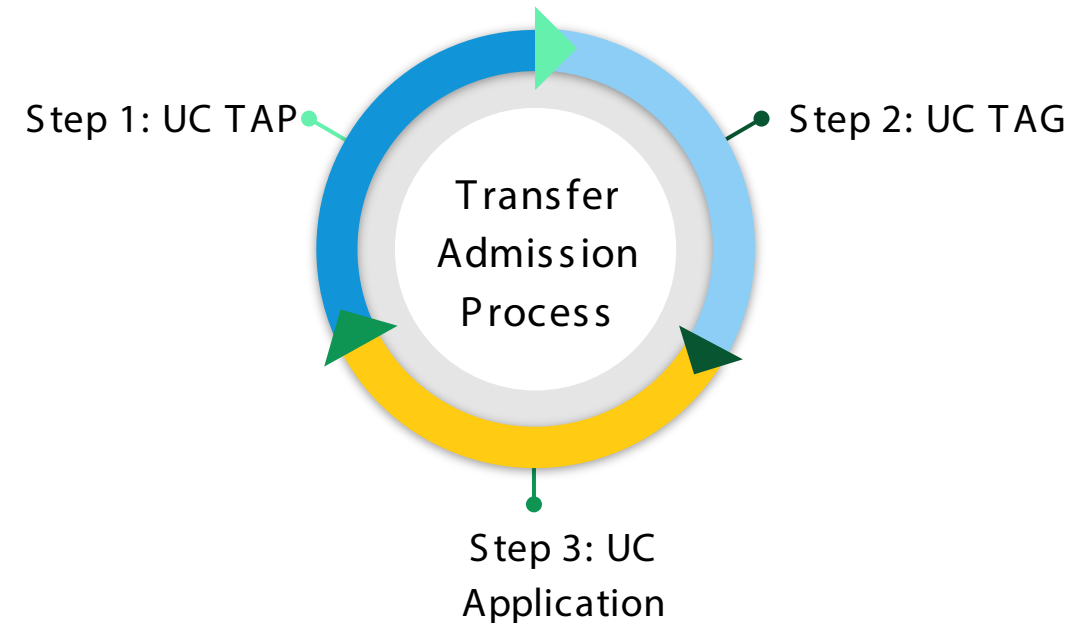 Step 1: UC TAP
Step 2: UC TAG
Transfer
Admission
Process
Step 3: UC
Application